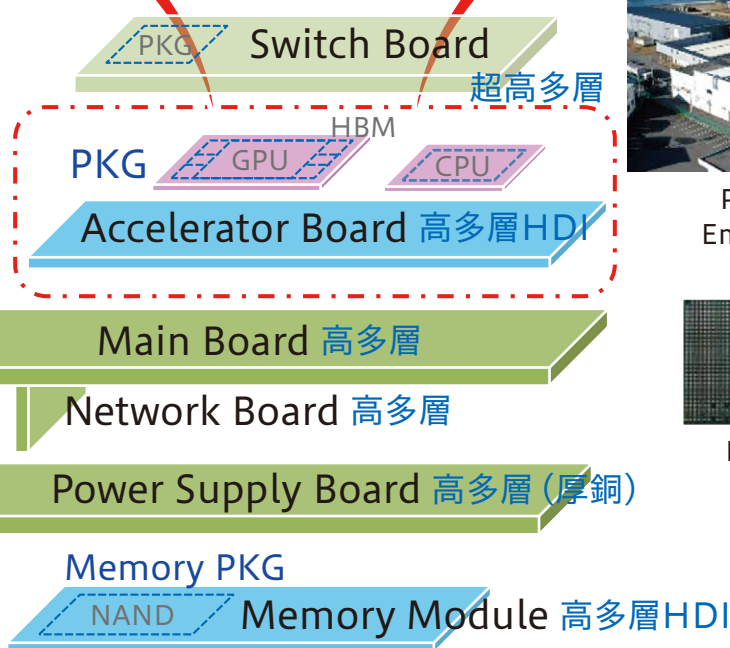 PKG
Switch Board
超高多層
HBM
PKG
GPU
CPU
Accelerator Board 高多層HDI
Main Board 高多層
Network Board 高多層
Power Supply Board 高多層（厚銅）
Memory PKG
NAND
Memory Module 高多層HDI